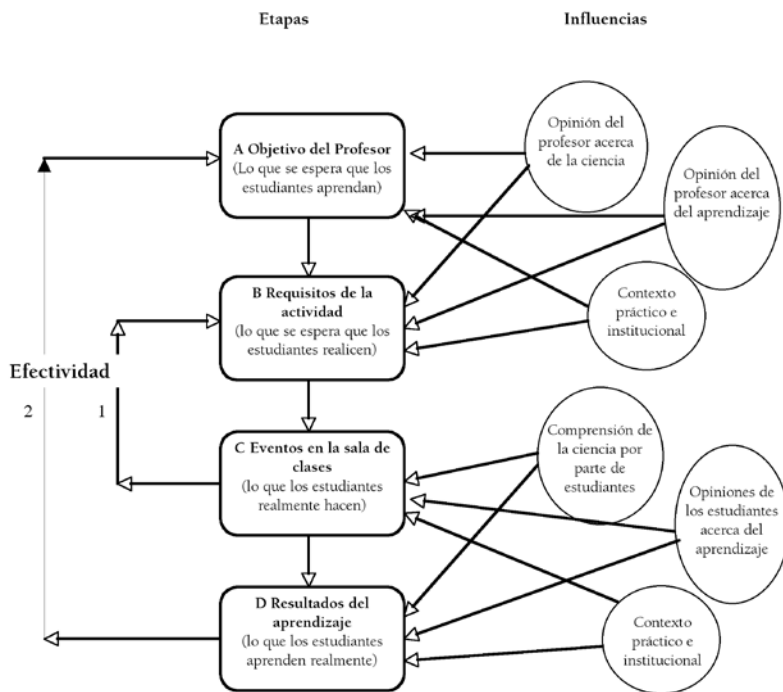 Etapas
Influencias
A Objetivo del Profesor
(Lo que se espera que los
estudiantes aprendan)
Opinión del
profesor acerca
de la ciencia
Opinión del
profesor acerca
del aprendizaje
B Requisitos de la
actividad
(lo que se espera que los
estudiantes realicen)
Contexto
práctico e
institucional
Efectividad
2
1
C Eventos en la sala de
clases
(lo que los estudiantes
realmente hacen)
Comprensión de
la ciencia por
parte de
estudiantes
Opiniones de
los estudiantes
acerca del
aprendizaje
D Resultados del
aprendizaje
(lo que los estudiantes
aprenden realmente)
Contexto
práctico e
institucional